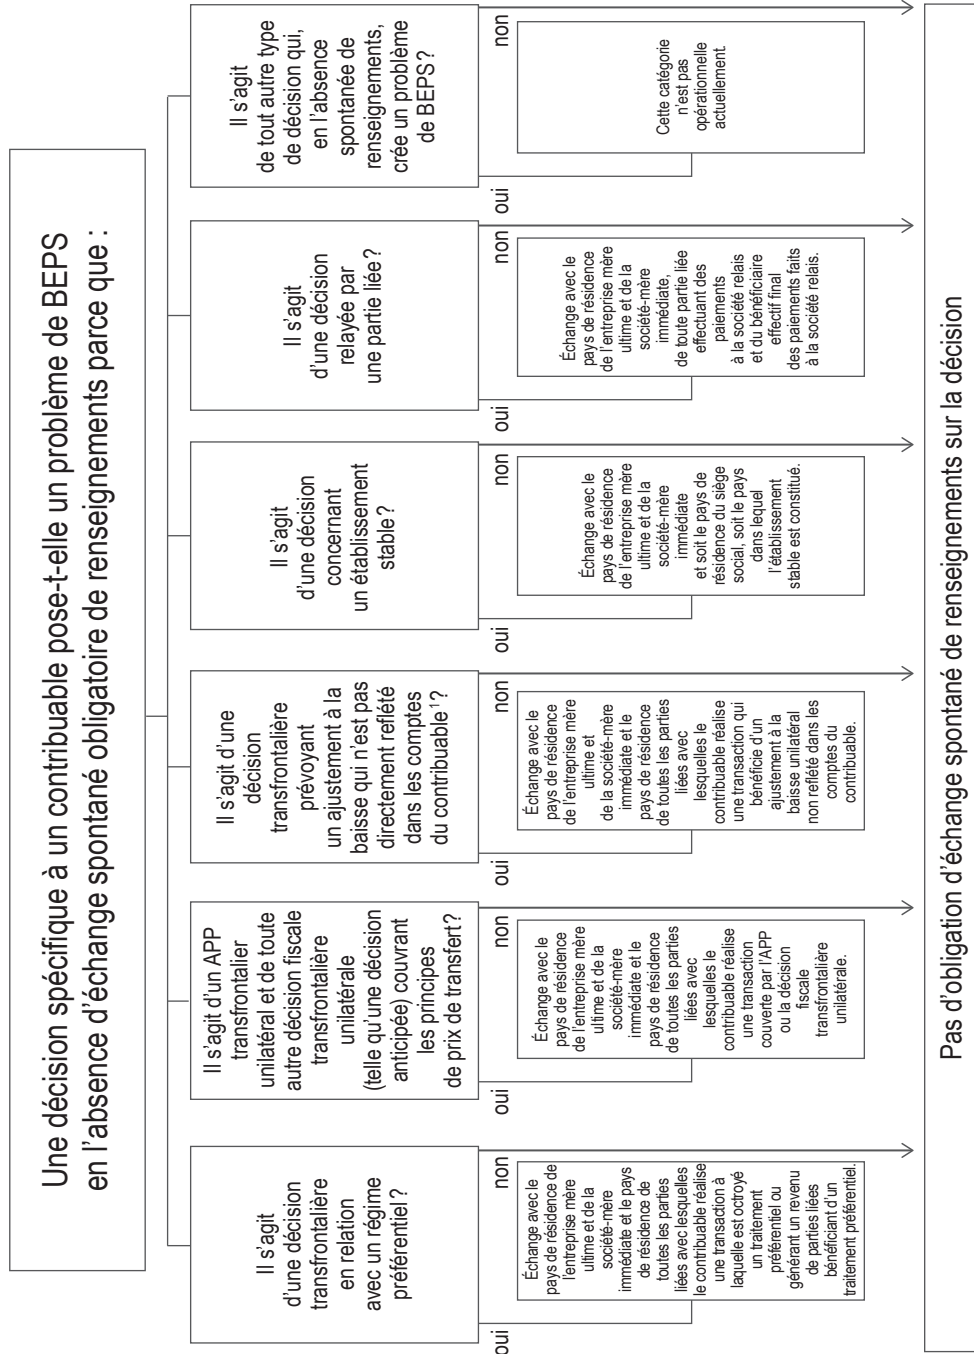 Une décision spécifique à un contribuable pose-t-elle un problème de BEPS
en l'absence d'échange spontané obligatoire de renseignements parce que :
Il s'agit
d'une décision
transfrontalière
en relation
avec un régime
préférentiel ?
oui
non
Échange avec le
pays de résidence de
l'entreprise mère
ultime et de la
société-mère
immédiate et le pays
de résidence de
toutes les parties
liées avec lesquelles
le contribuable réalise
une transaction à
laquelle est octroyé
un traitement
préférentiel ou
générant un revenu
de parties liées
bénéficiant d'un
traitement préférentiel.
Il s'agit d'un APP
transfrontalier
unilatéral et de toute
autre décision fiscale
transfrontalière
unilatérale
(telle qu'une décision
anticipée) couvrant
les principes
de prix de transfert ?
oui
non
Échange avec le
pays de résidence
de l'entreprise mère
ultime et de la
société-mère
immédiate et le
pays de résidence
de toutes les parties
liées avec
lesquelles le
contribuable réalise
une transaction
couverte par l'APP
ou la décision
fiscale
transfrontalière
unilatérale.
Il s'agit d'une
décision
transfrontalière
prévoyant
un ajustement à la
baisse qui n'est pas
directement reflété
dans les comptes
du contribuable ¹ ?
oui
non
Échange avec le
pays de résidence
de l'entreprise mère
ultime et
de la société-mère
immédiate et le
pays de résidence
de toutes les parties
liées avec
lesquelles le
contribuable réalise
une transaction qui
bénéficie d'un
ajustement à la
baisse unilatéral
non reflété dans les
comptes du
contribuable.
Il s'agit
d'une décision
concernant
un établissement
stable ?
oui
non
Échange avec le
pays de résidence
de l'entreprise mère
ultime et de la
société-mère
immédiate
et soit le pays de
résidence du siège
social, soit le pays
dans lequel
l'établissement
stable est constitué.
Il s'agit
d'une décision
relayée par
une partie liée ?
oui
non
Échange avec le
pays de résidence
de l'entreprise mère
ultime et de la
société-mère
immédiate,
de toute partie liée
effectuant des
paiements
à la société relais
et du bénéficiaire
effectif final
des paiements faits
à la société relais.
Il s'agit
de tout autre type
de décision qui,
en l'absence
spontanée de
renseignements,
crée un problème
de BEPS ?
oui
non
Cette catégorie
n'est pas
opérationnelle
actuellement.
Pas d'obligation d'échange spontané de renseignements sur la décision